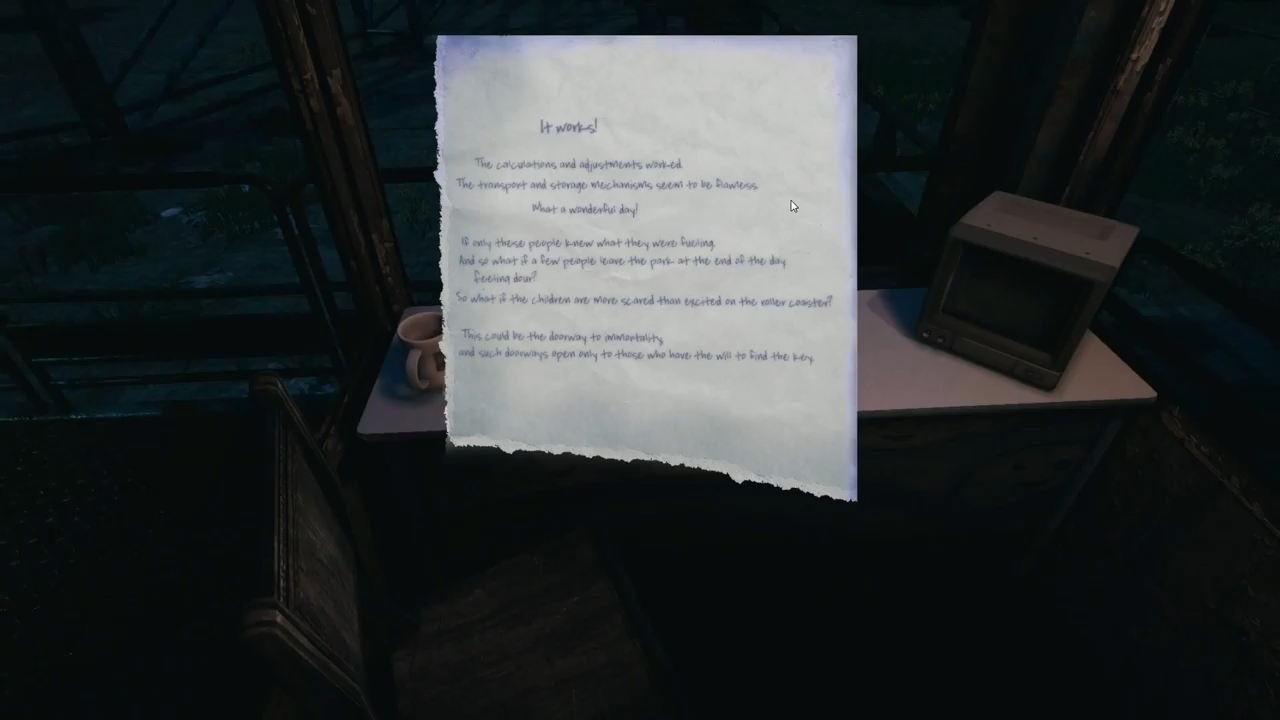 It works!
The calculations and adjustments worked.
The transport and storage mechanisms seem to be flawless.
What a wonderful day!
If only these people knew what they were fueling.
And so what if a few people leave the park at the end of the day
feeling dour?
So what if the children are more scared than excited on the roller coaster?
This could be the doorway to immortality,
and such doorways open only to those who have the will to find the key.